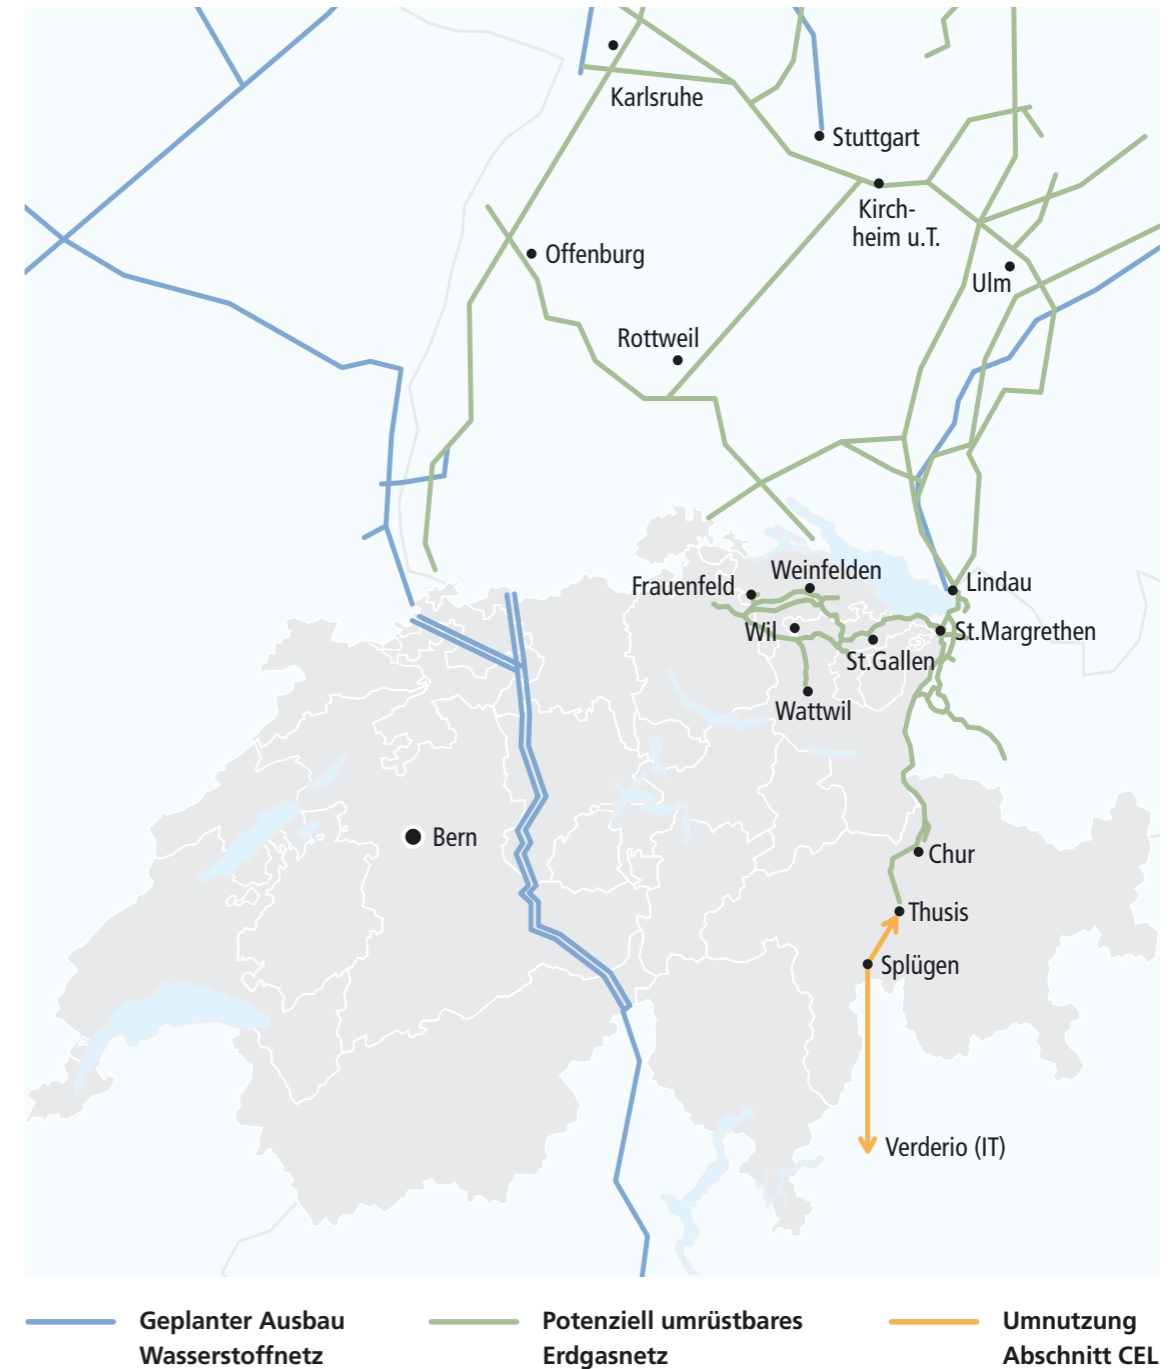 Karlsruhe
Stuttgart
Kirch-
heim u.T.
Offenburg
Ulm
Rottweil
Weinfelden
Frauenfeld
Lindau
Wil
St.Margrethen
St.Gallen
Wattwil
Bern
Chur
Thusis
Splügen
Verderio (IT)
Geplanter Ausbau
Wasserstoffnetz
Potenziell umrüstbares
Erdgasnetz
Umnutzung
Abschnitt CEL